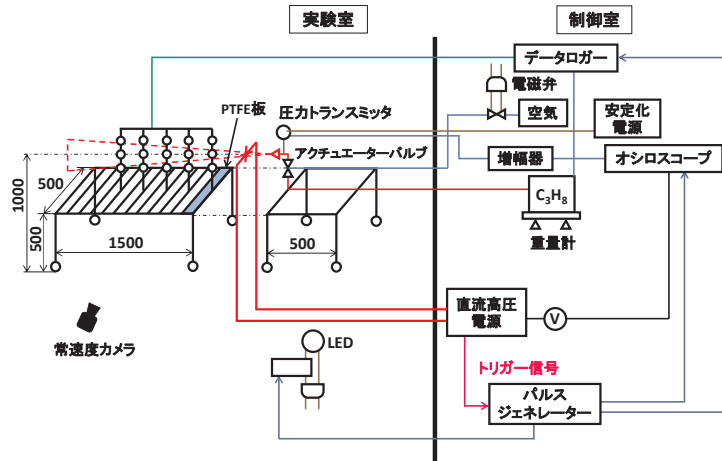 実験室
制御室
データロガー
電磁弁
空気
安定化
電源
PTFE板
圧力トランスミッタ
アクチュエーターバルブ
増幅器
オシロスコープ
C₃H₈
重量計
1000
500
500
1500
500
直流高圧
電源
V
常速度カメラ
LED
トリガー信号
パルス
ジェネレーター